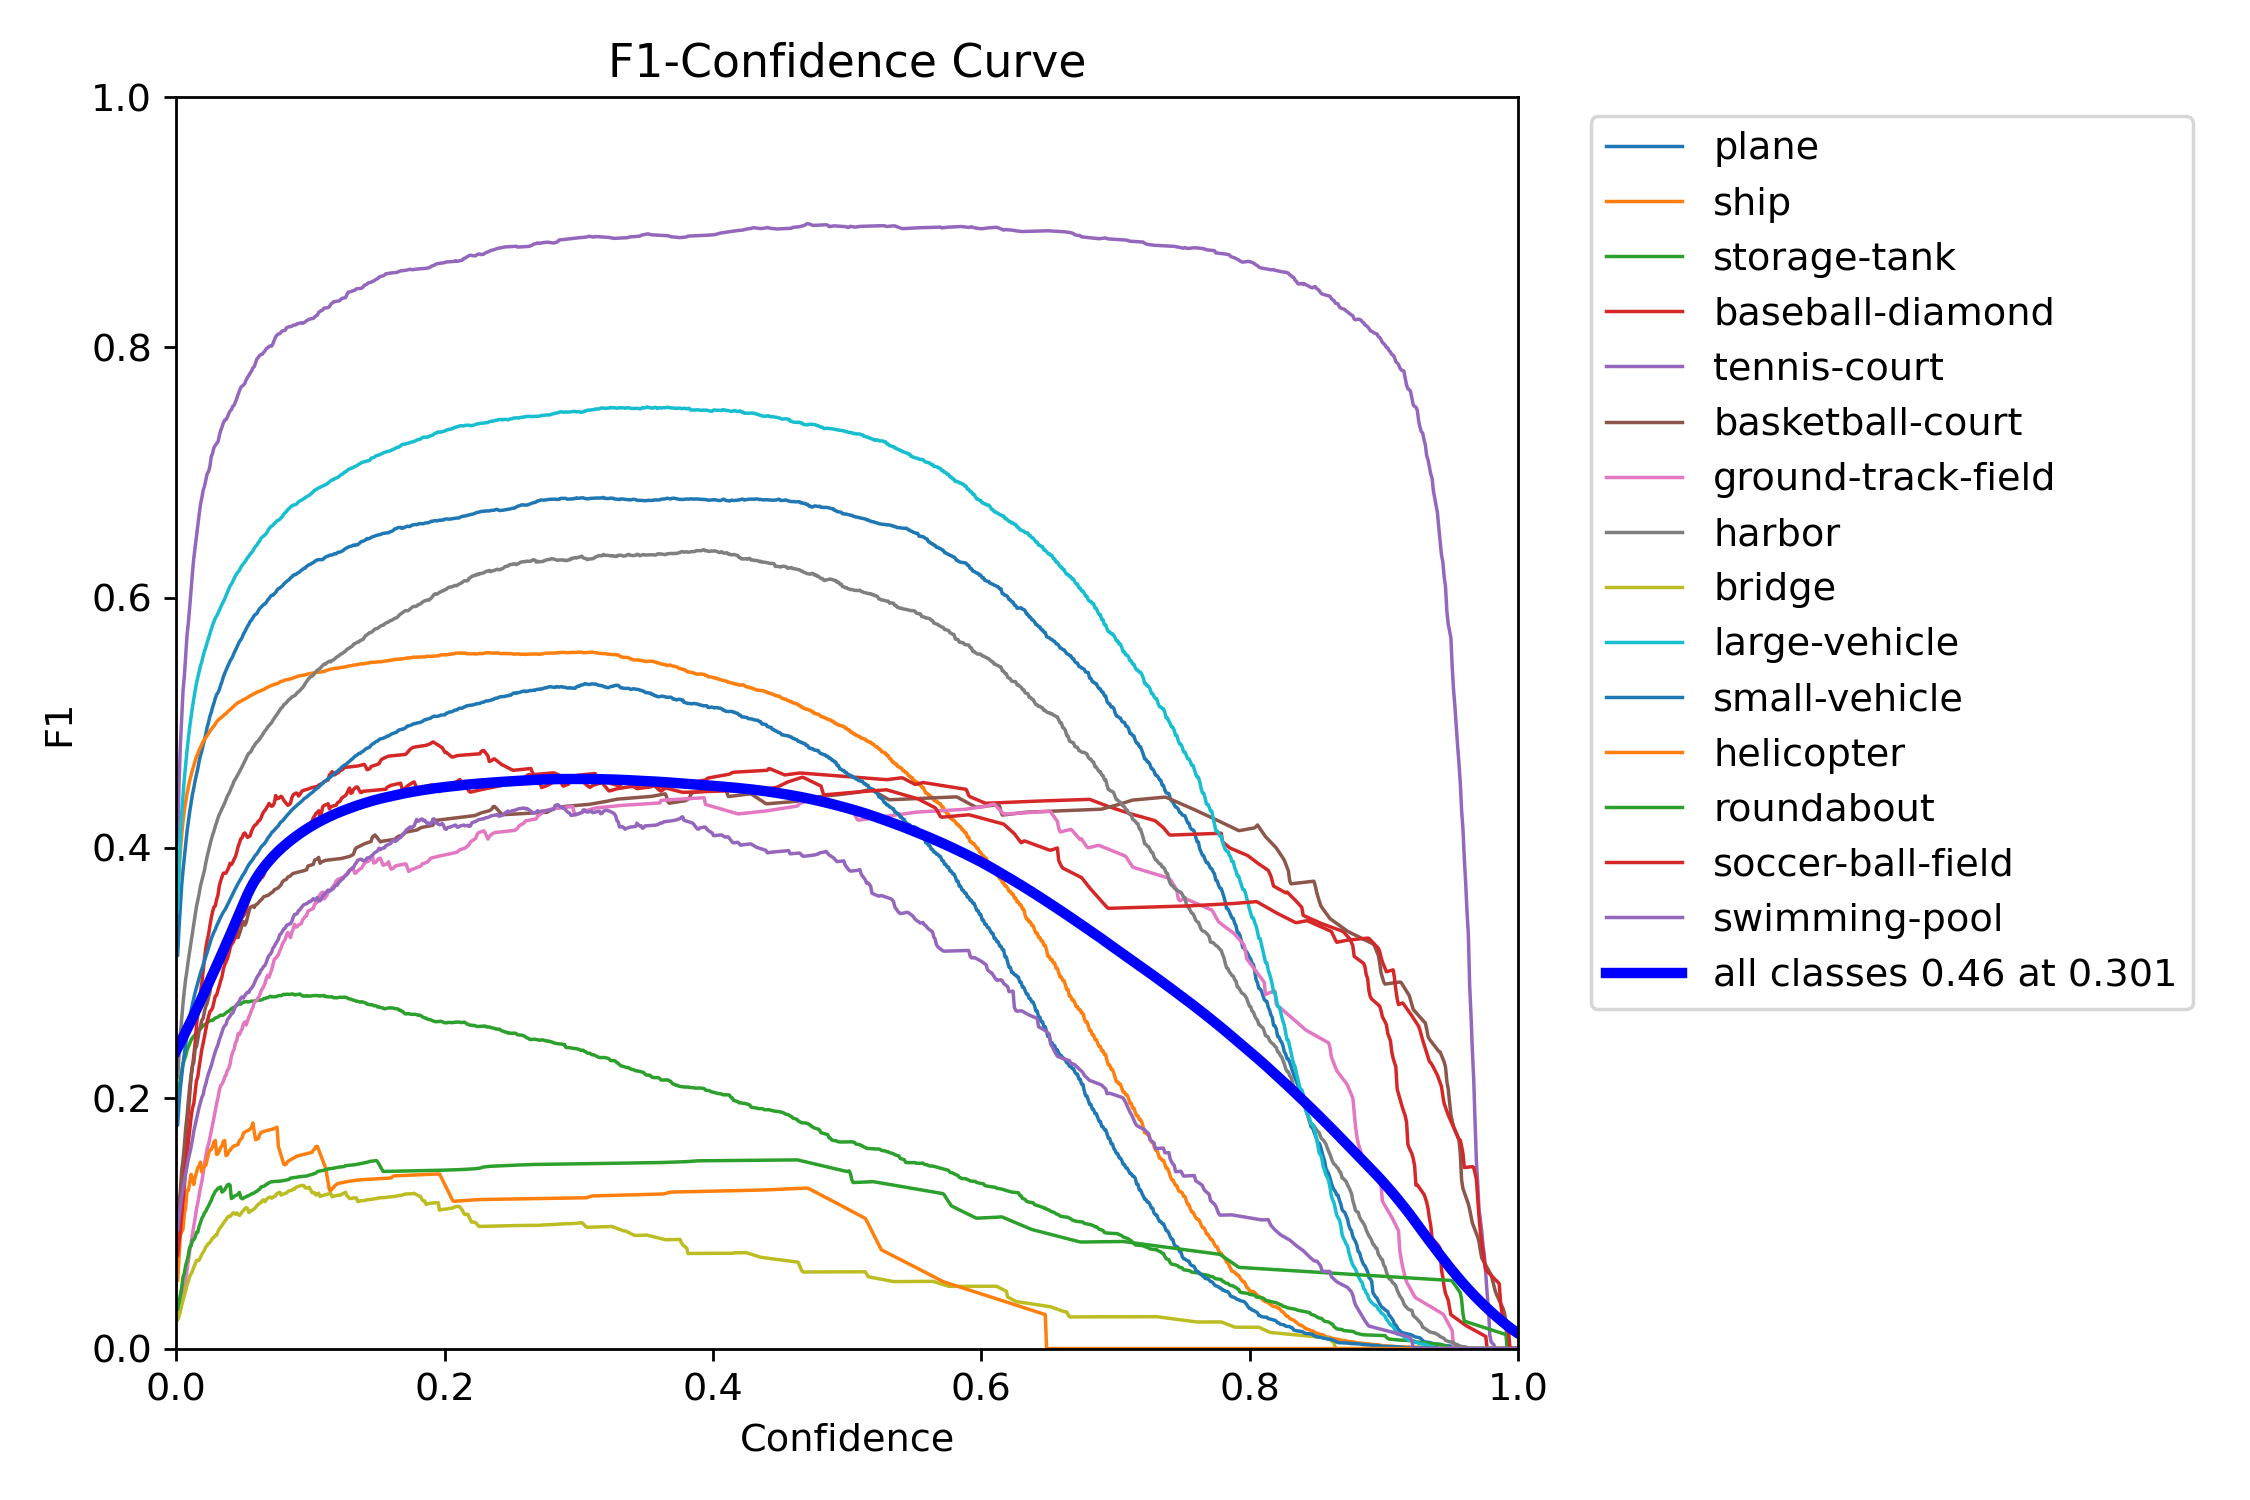 F1-Confidence Curve
1.0
0.8
0.6
0.4
0.2
0.0
F1
0.0 0.2 0.4 0.6 0.8 1.0
Confidence
plane
ship
storage-tank
baseball-diamond
tennis-court
basketball-court
ground-track-field
harbor
bridge
large-vehicle
small-vehicle
helicopter
roundabout
soccer-ball-field
swimming-pool
all classes 0.46 at 0.301